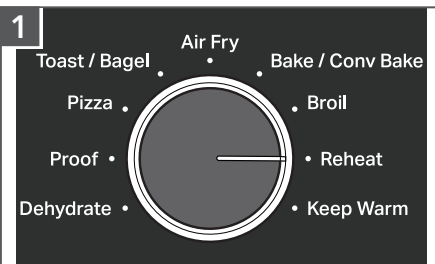 1
Air Fry
Toast / Bagel
Bake / Conv Bake
Pizza
Broil
Proof
Reheat
Dehydrate
Keep Warm